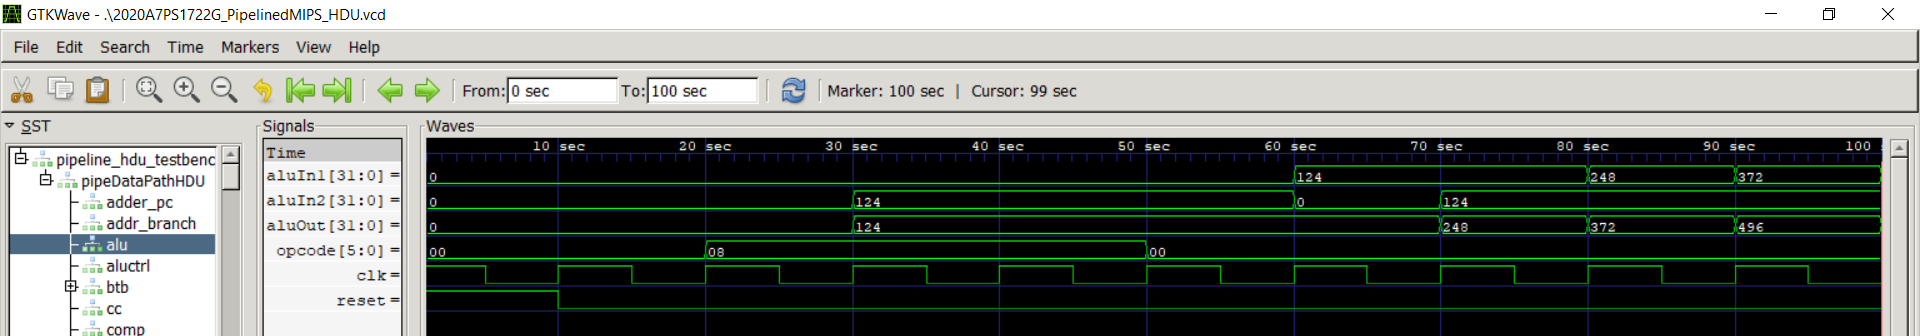 GTKWave - .\2020A7PS1722G_PipelinedMIPS_HDU.vcd
File Edit Search Time Markers View Help
From: 0 sec To: 100 sec Marker: 100 sec | Cursor: 99 sec
SST
pipeline_hdu_testbenc
pipeDataPathHDU
adder_pc
addr_branch
alu
aluctrl
btb
cc
comp
Signals
Time
aluIn1[31:0] =
aluIn2[31:0] =
aluOut[31:0] =
opcode[5:0] =
clk =
reset =
Waves
10 sec 20 sec 30 sec 40 sec 50 sec 60 sec 70 sec 80 sec 90 sec 100
0 124 248 372
0 124 0 124
0 124 248 372 496
00 08 00